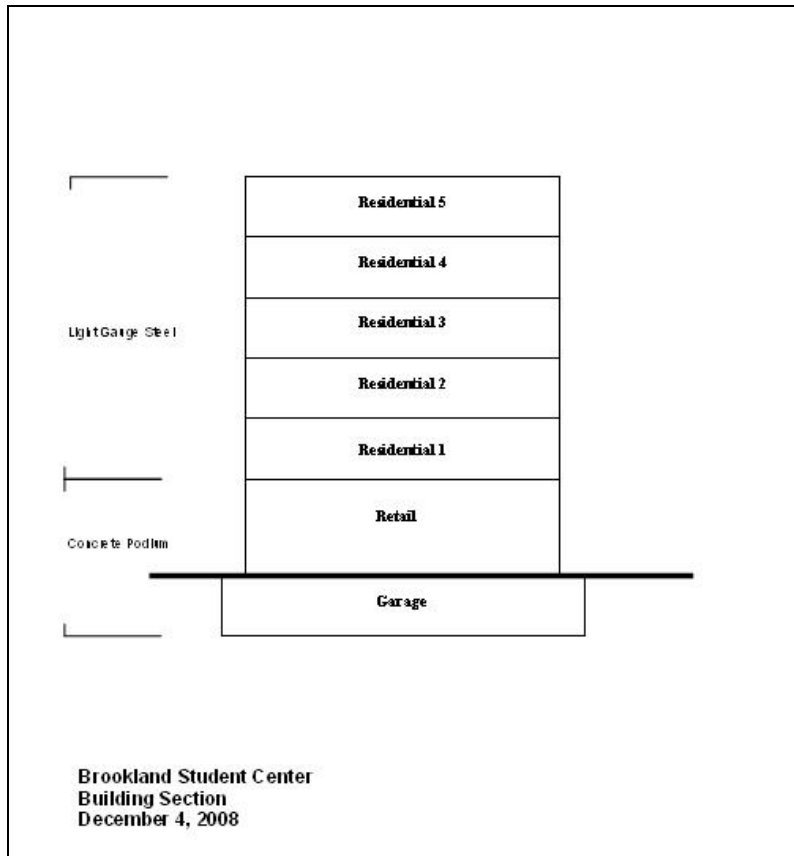 Residential 5
Residential 4
Residential 3
Light Gauge Steel
Residential 2
Residential 1
Retail
Concrete Podium
Garage
Brookland Student Center
Building Section
December 4, 2008